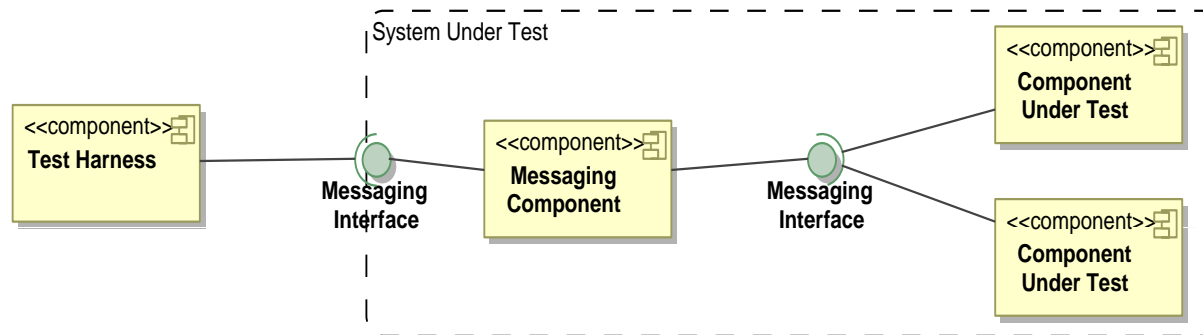 System Under Test
<<component>>
Test Harness
Messaging
Interface
<<component>>
Messaging
Component
Messaging
Interface
<<component>>
Component
Under Test
<<component>>
Component
Under Test